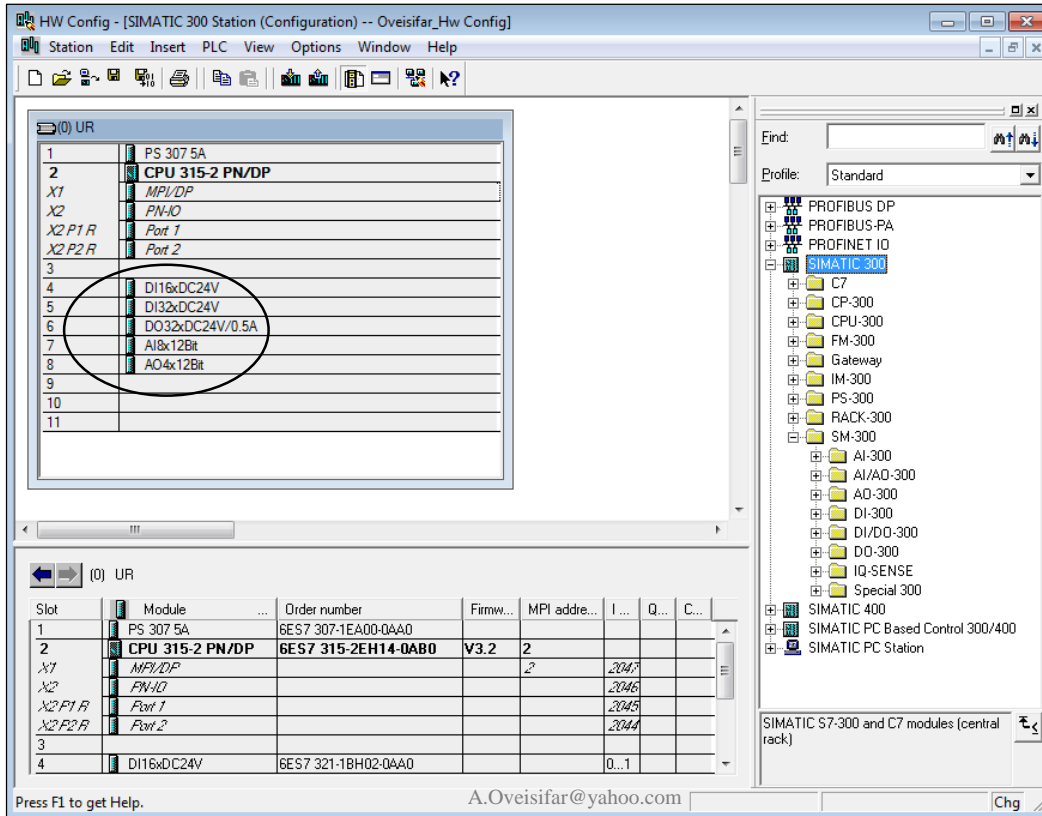 HW Config - [SIMATIC 300 Station (Configuration) -- Oveisifar_Hw Config]
Station Edit Insert PLC View Options Window Help
(0) UR
1 PS 307 5A
2 CPU 315-2 PN/DP
X1 MPI/DP
X2 PN-IO
X2 P1 R Port 1
X2 P2 R Port 2
3
4 DI16xDC24V
5 DI32xDC24V
6 DO32xDC24V/0.5A
7 AI8x12Bit
8 AO4x12Bit
9
10
11
(0) UR
Slot Module ... Order number Firmw... MPI addre... I ... Q... C...
1 PS 307 5A 6ES7 307-1EA00-0AA0
2 CPU 315-2 PN/DP 6ES7 315-2EH14-0AB0 V3.2 2
X1 MPI/DP 2 2047
X2 PN-IO 2046
X2 P1 R Port 1 2045
X2 P2 R Port 2 2044
3
4 DI16xDC24V 6ES7 321-1BH02-0AA0 0...1
Find:
Profile: Standard
PROFIBUS DP
PROFIBUS-PA
PROFINET IO
SIMATIC 300
C7
CP-300
CPU-300
FM-300
Gateway
IM-300
PS-300
RACK-300
SM-300
AI-300
AI/AO-300
AO-300
DI-300
DI/DO-300
DO-300
IQ-SENSE
Special 300
SIMATIC 400
SIMATIC PC Based Control 300/400
SIMATIC PC Station
SIMATIC S7-300 and C7 modules (central
rack)
Press F1 to get Help.
A.Oveisifar@yahoo.com
Chg